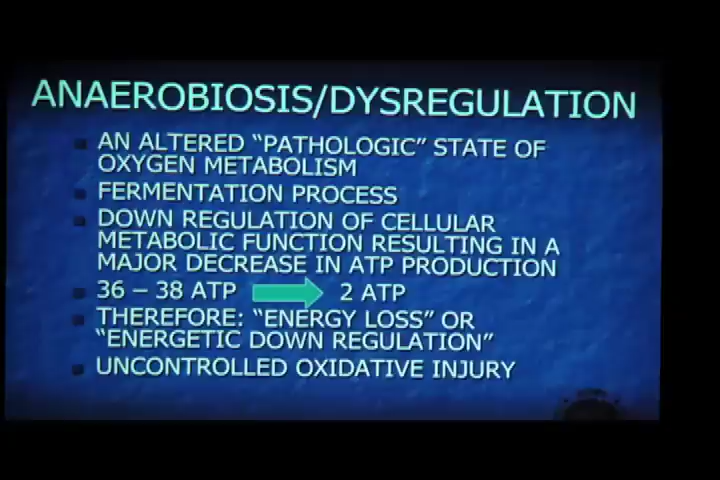 ANAEROBIOSIS/DYSREGULATION
AN ALTERED “PATHOLOGIC” STATE OF
OXYGEN METABOLISM
FERMENTATION PROCESS
DOWN REGULATION OF CELLULAR
METABOLIC FUNCTION RESULTING IN A
MAJOR DECREASE IN ATP PRODUCTION
36 – 38 ATP 2 ATP
THEREFORE: “ENERGY LOSS” OR
“ENERGETIC DOWN REGULATION”
UNCONTROLLED OXIDATIVE INJURY